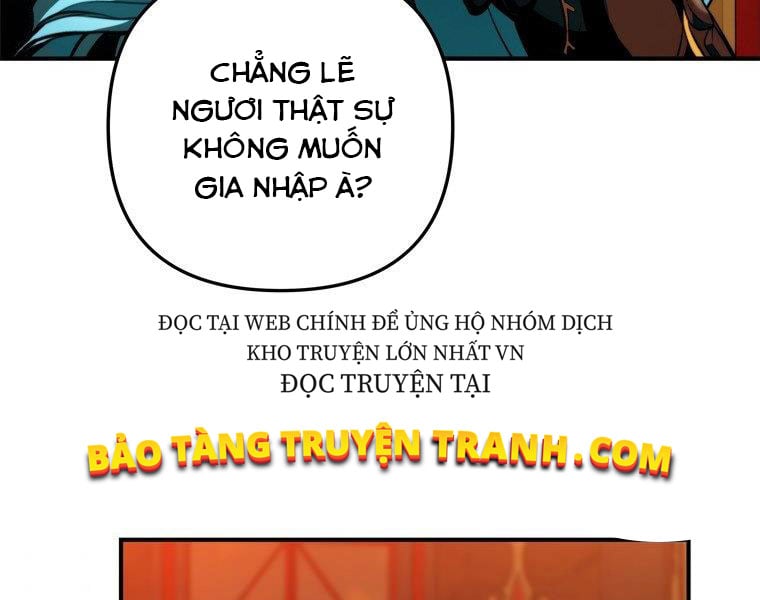 CHẲNG LẼ
NGƯƠI THẬT SỰ
KHÔNG MUỐN
GIA NHẬP À?
ĐỌC TẠI WEB CHÍNH ĐỂ ỦNG HỘ NHÓM DỊCH
KHO TRUYỆN LỚN NHẤT VN
ĐỌC TRUYỆN TẠI
BẢO TÀNG TRUYỆN TRANH.COM